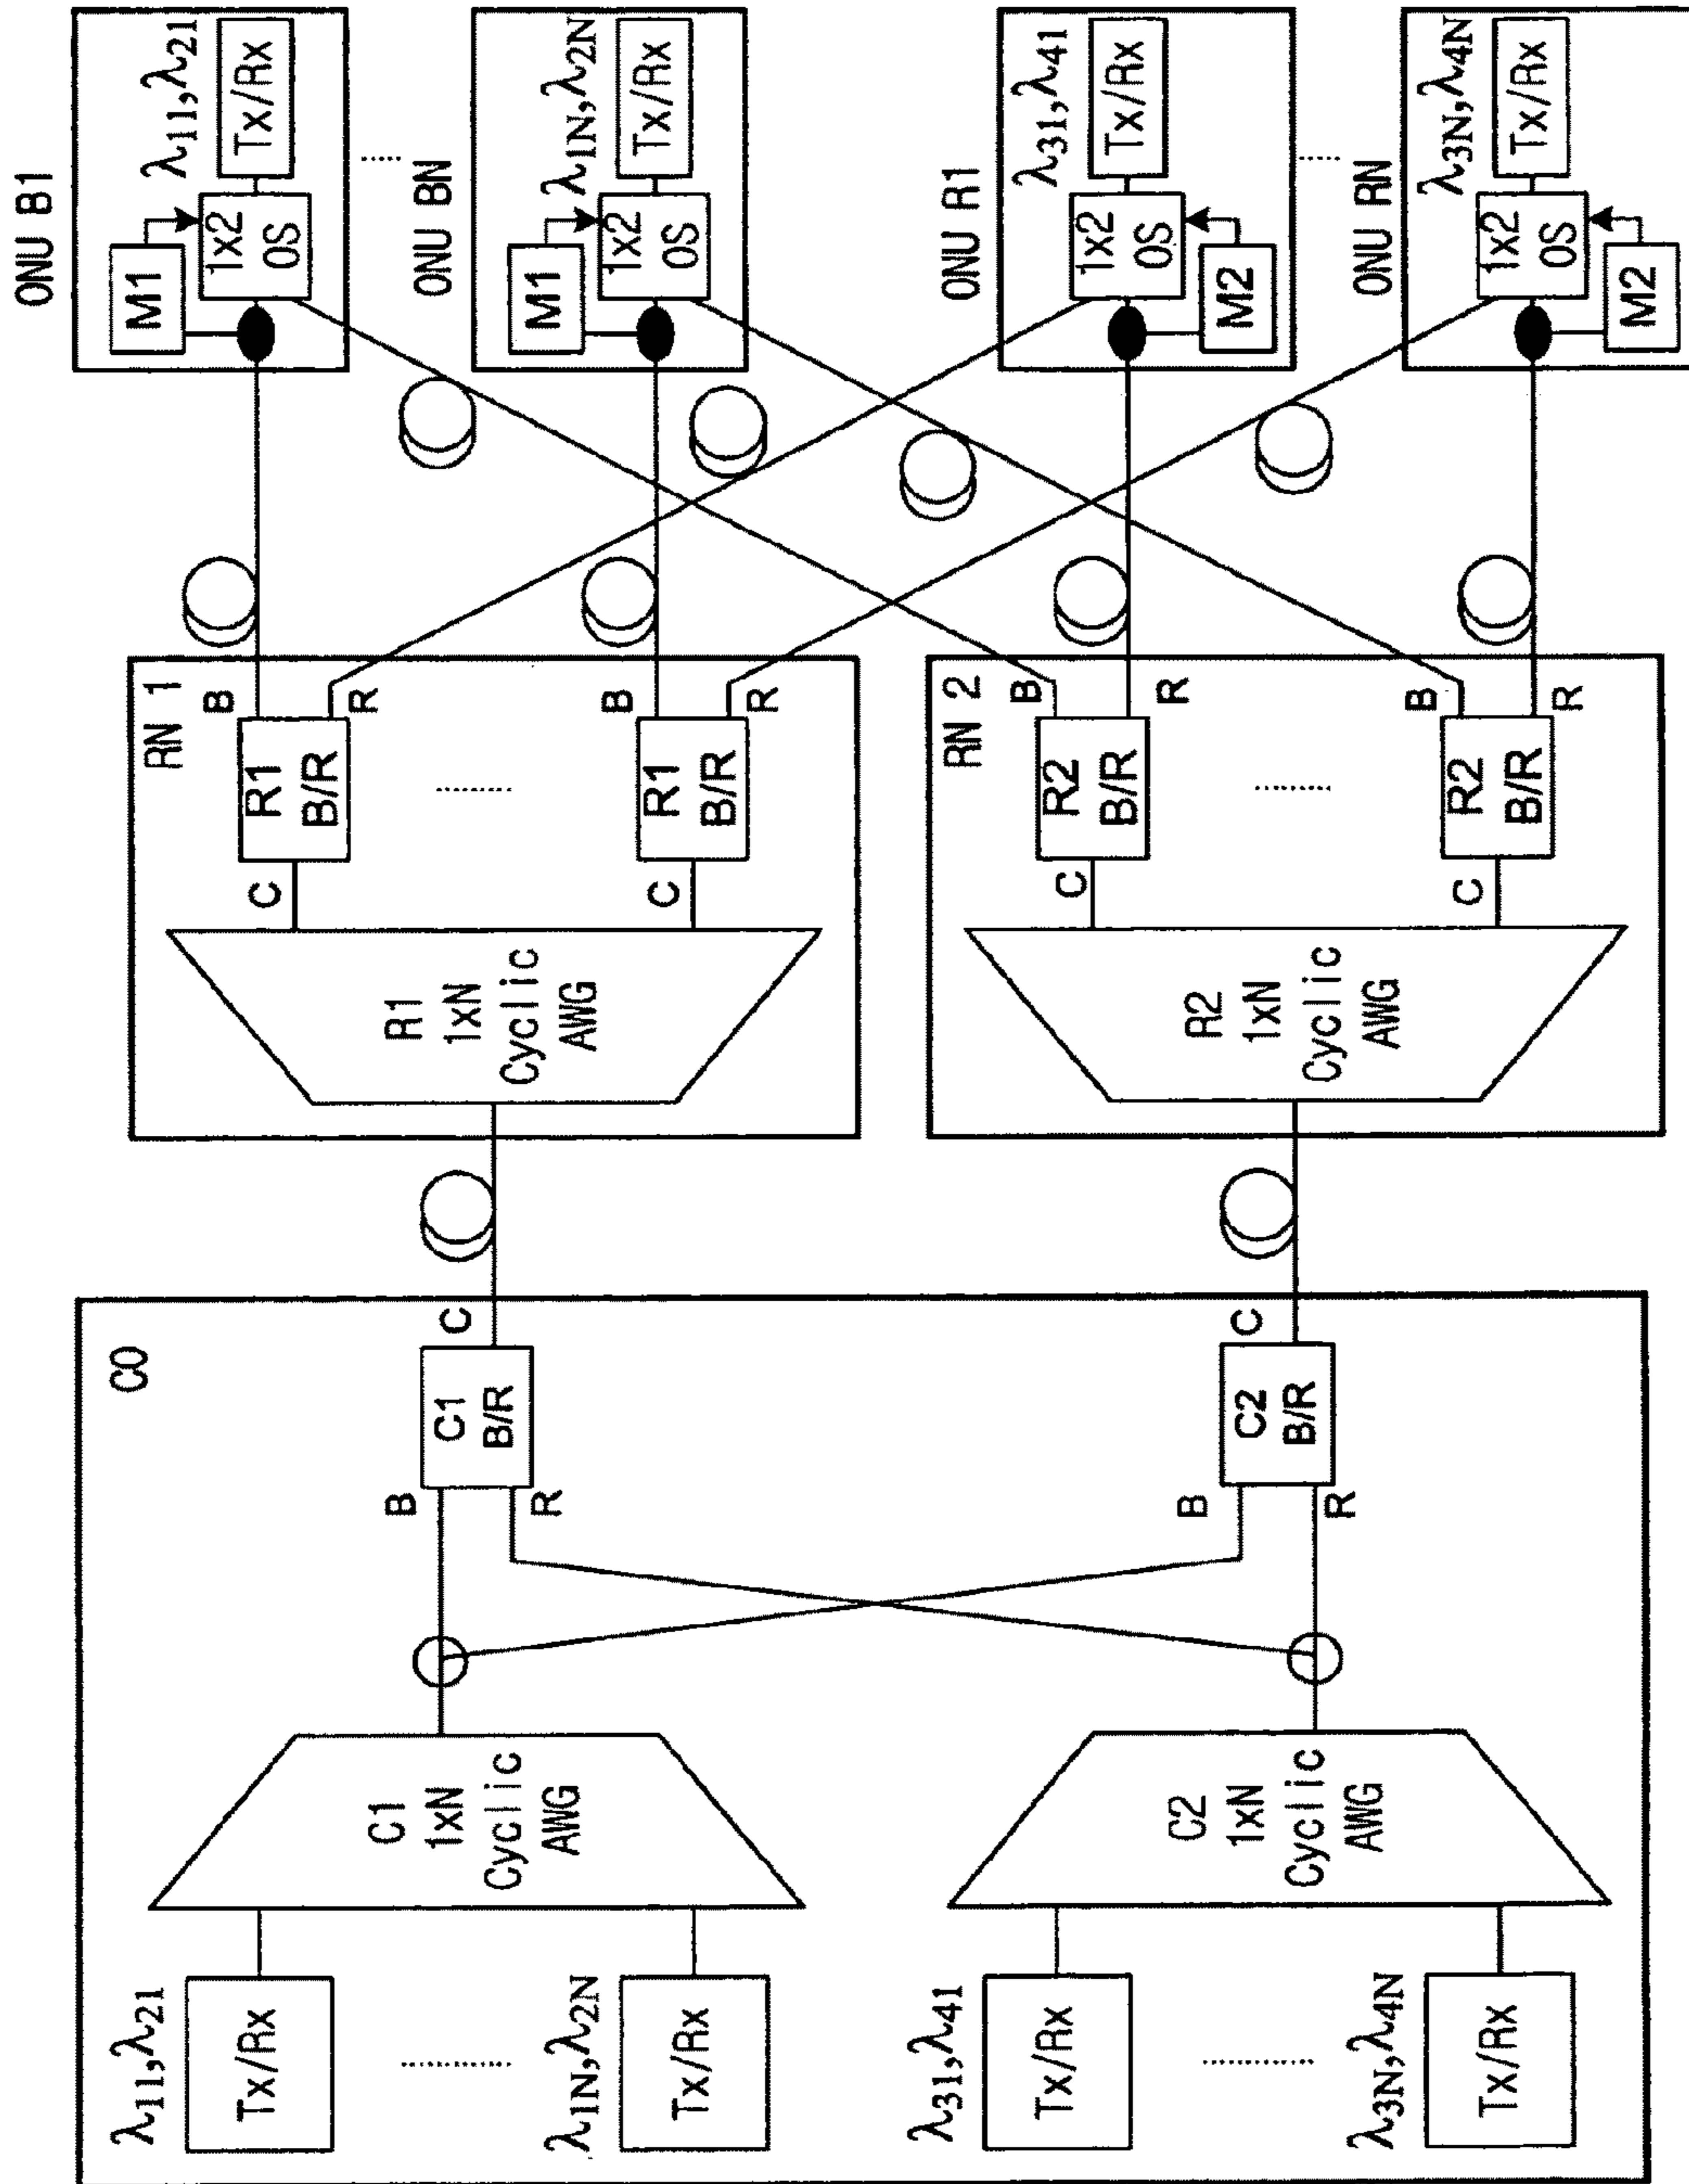 CO
λ11,λ21
Tx/Rx
λ1N,λ2N
Tx/Rx
C1
1xN
Cyclic
AWG
B
R
C1
B/R
C
λ31,λ41
Tx/Rx
λ3N,λ4N
Tx/Rx
C2
1xN
Cyclic
AWG
B
R
C2
B/R
C
RN 1
R1
1xN
Cyclic
AWG
C
R1
B/R
B
R
C
R1
B/R
B
R
RN 2
R2
1xN
Cyclic
AWG
C
R2
B/R
B
R
C
R2
B/R
B
R
ONU B1
M1
1x2
OS
λ11,λ21
Tx/Rx
ONU BN
M1
1x2
OS
λ1N,λ2N
Tx/Rx
ONU R1
λ31,λ41
1x2
OS
Tx/Rx
M2
ONU RN
λ3N,λ4N
1x2
OS
Tx/Rx
M2